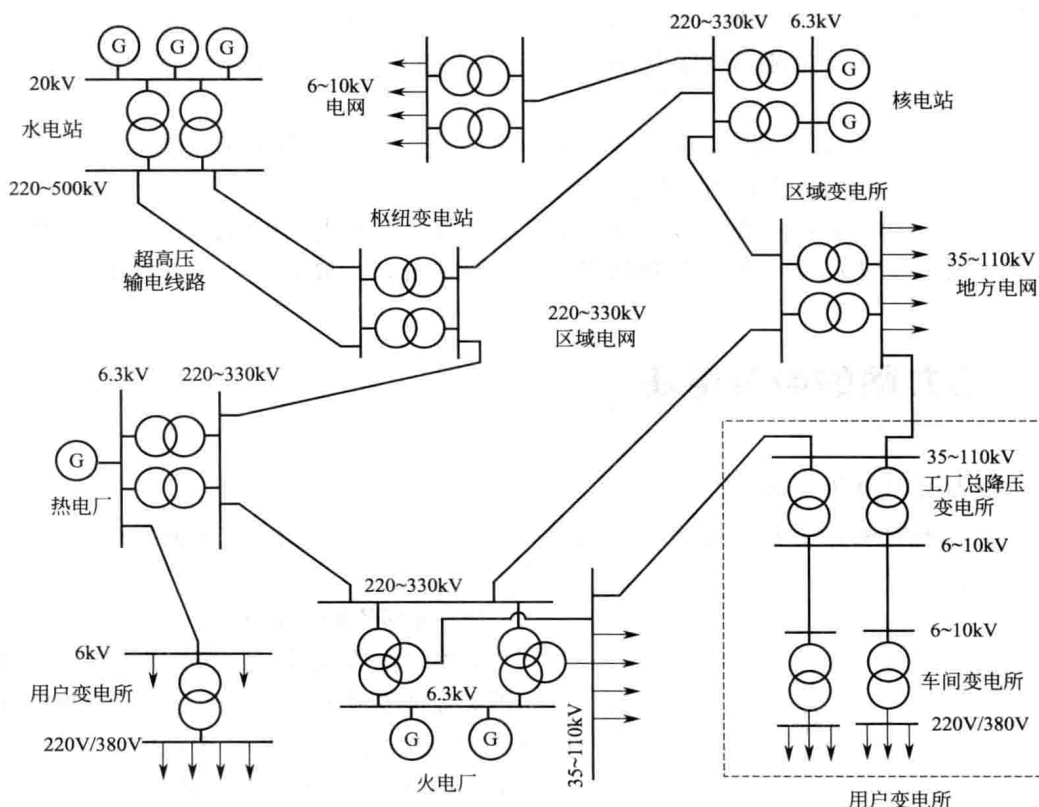 G
G
G
20kV
水电站
220~500kV
超高压
输电线路
6~10kV
电网
220~330kV
6.3kV
G
G
核电站
枢纽变电站
区域变电所
35~110kV
地方电网
220~330kV
区域电网
6.3kV
220~330kV
G
热电厂
6kV
用户变电所
220V/380V
220~330kV
6.3kV
G
G
火电厂
35~110kV
35~110kV
工厂总降压
变电所
6~10kV
6~10kV
车间变电所
220V/380V
用户变电所